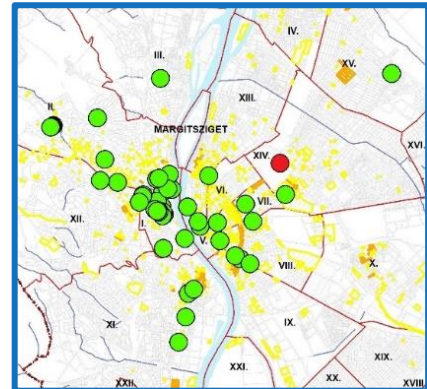 III.
IV.
XV.
II.
XIII.
MARGITSZIGET
XIV.
XVI.
VI.
VII.
XII.
I.
V.
VIII.
X.
XI.
IX.
XXI.
XX.
XIX.
XXII.
XVIII.